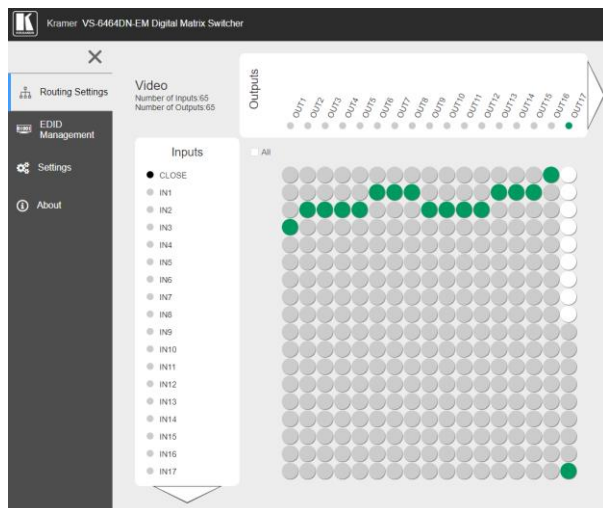 K
Kramer VS-6464DN-EM Digital Matrix Switcher
Routing Settings
EDID
Management
Settings
About
Video
Number of Inputs:65
Number of Outputs:65
Outputs
OUT1
OUT2
OUT3
OUT4
OUT5
OUT6
OUT7
OUT8
OUT9
OUT10
OUT11
OUT12
OUT13
OUT14
OUT15
OUT16
OUT17
Inputs
All
CLOSE
IN1
IN2
IN3
IN4
IN5
IN6
IN7
IN8
IN9
IN10
IN11
IN12
IN13
IN14
IN15
IN16
IN17